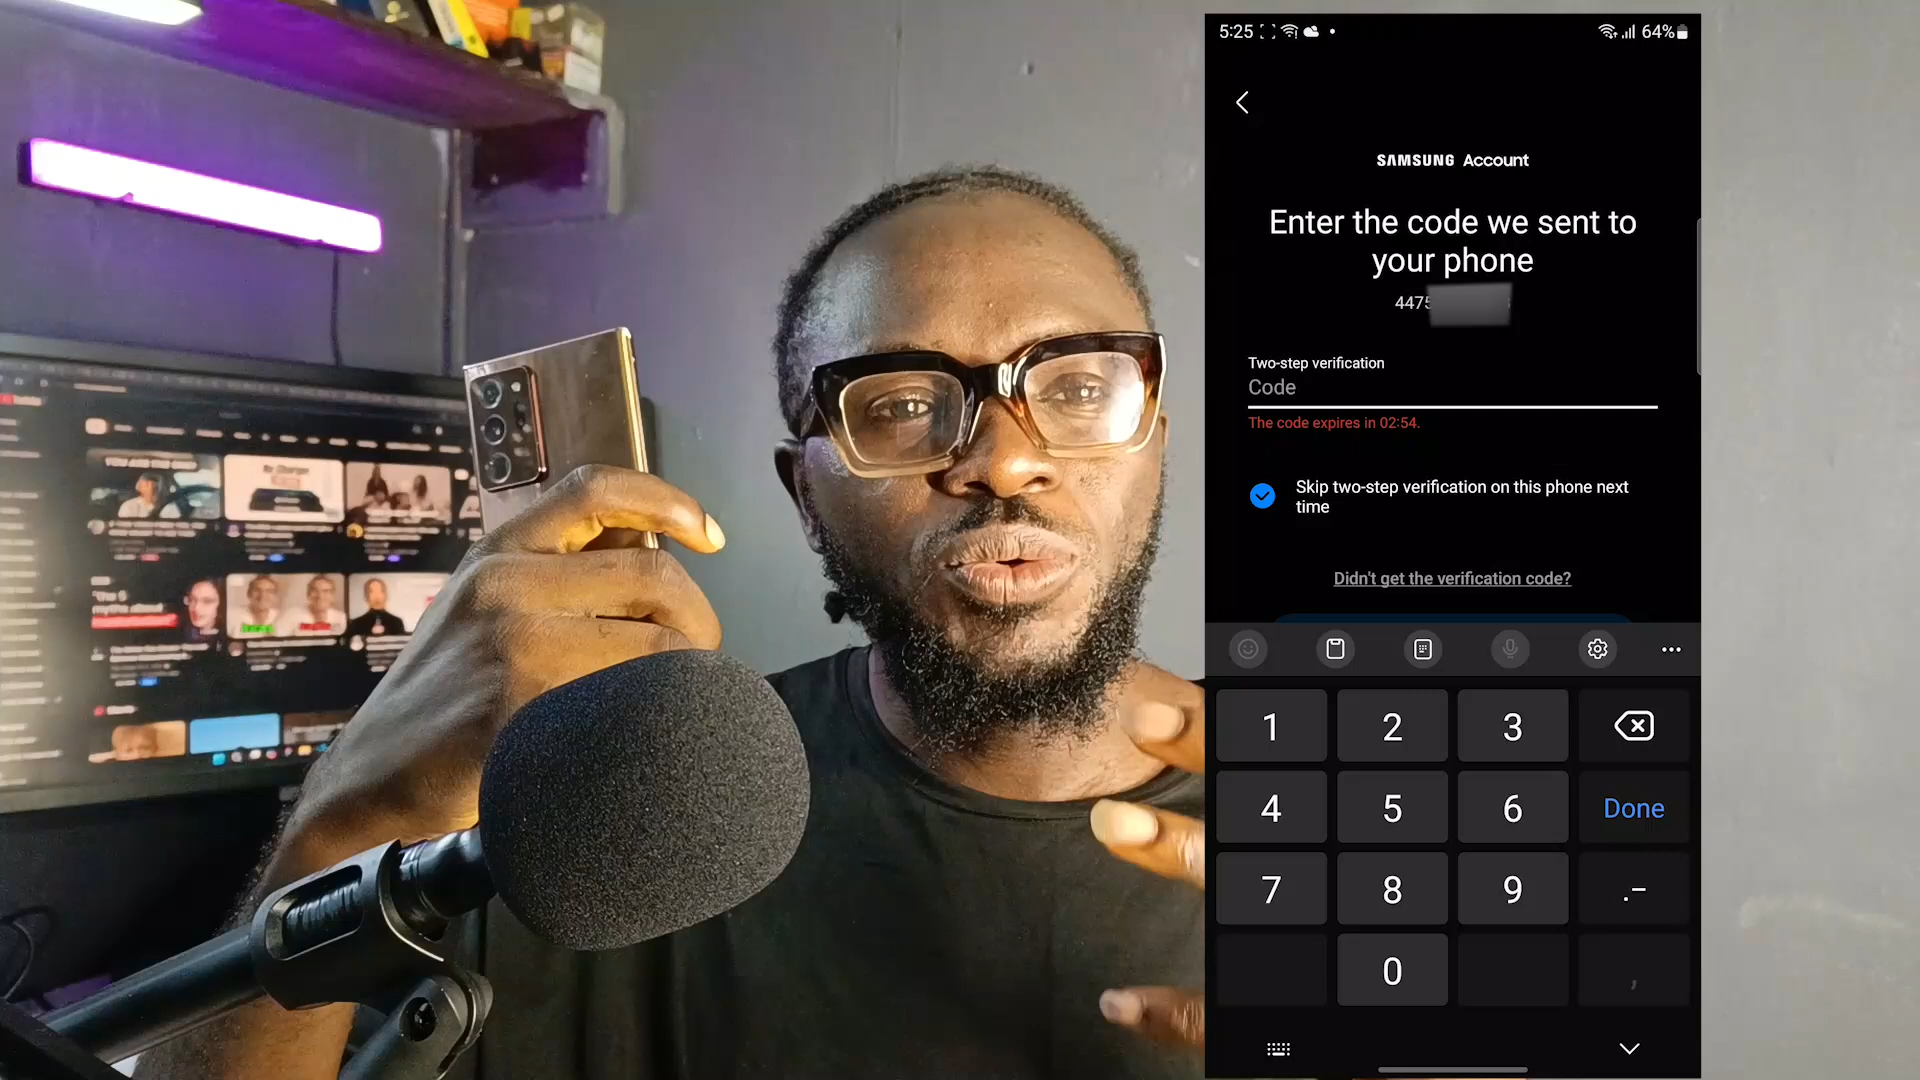 5:25
64%
SAMSUNG Account
Enter the code we sent to
your phone
4475
Two-step verification
Code
The code expires in 02:54.
Skip two-step verification on this phone next
time
Didn't get the verification code?
1 2 3
4 5 6 Done
7 8 9 .-
0 ,